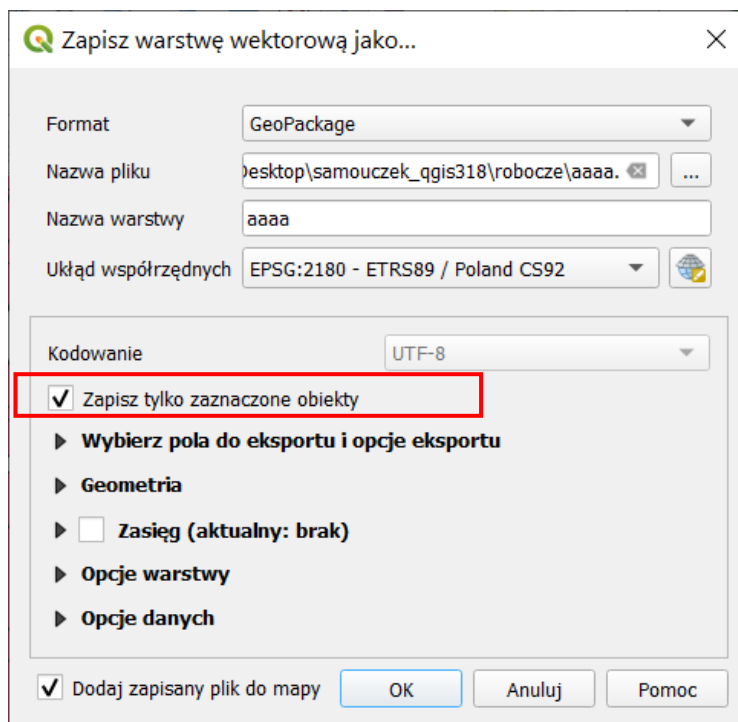 Zapisz warstwę wektorową jako...
Format GeoPackage
Nazwa pliku Desktop\samouczek_qgis318\robocze\aaaa. ...
Nazwa warstwy aaaa
Układ współrzędnych EPSG:2180 - ETRS89 / Poland CS92
Kodowanie UTF-8
Zapisz tylko zaznaczone obiekty
Wybierz pola do eksportu i opcje eksportu
Geometria
Zasięg (aktualny: brak)
Opcje warstwy
Opcje danych
Dodaj zapisany plik do mapy OK Anuluj Pomoc